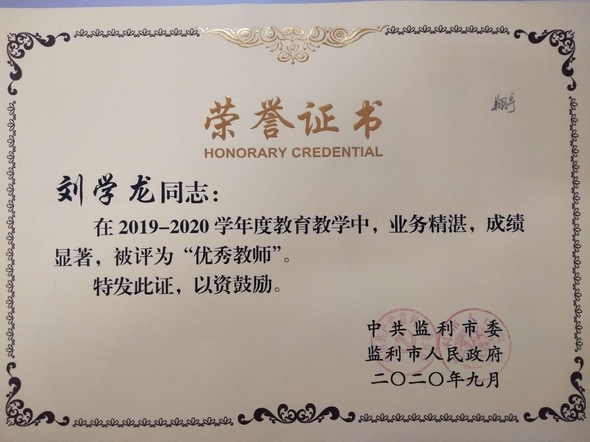 荣誉证书
HONORARY CREDENTIAL
刘学龙同志：
在 2019–2020 学年度教育教学中，业务精湛，成绩
显著，被评为“优秀教师”。
特发此证，以资鼓励。
中共监利市委
监利市人民政府
二〇二〇年九月